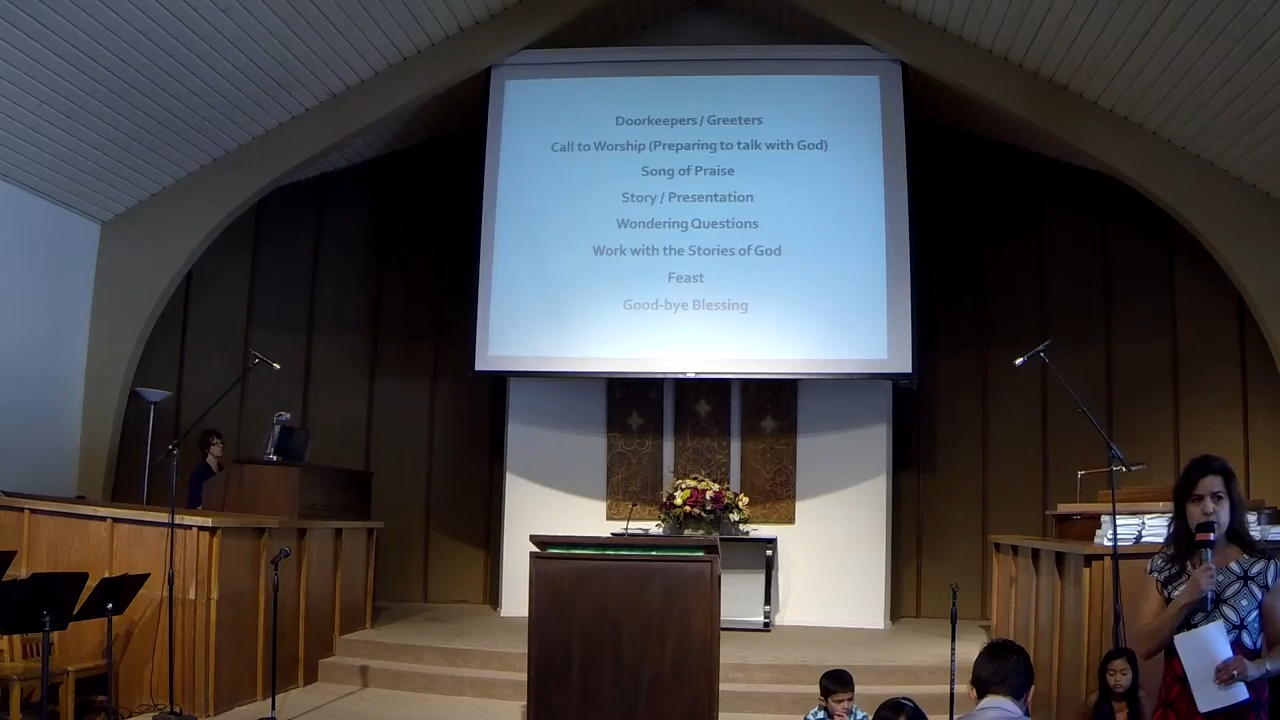 Doorkeepers / Greeters
Call to Worship (Preparing to talk with God)
Song of Praise
Story / Presentation
Wondering Questions
Work with the Stories of God
Feast
Good-bye Blessing